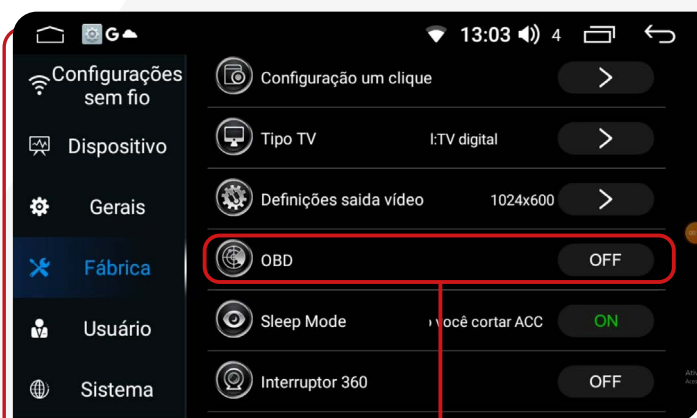 G
13:03
4
Configurações
sem fio
Configuração um clique
Dispositivo
Tipo TV
l:TV digital
Gerais
Definições saida vídeo
1024x600
Fábrica
OBD
OFF
Usuário
Sleep Mode
você cortar ACC
ON
Sistema
Interruptor 360
OFF